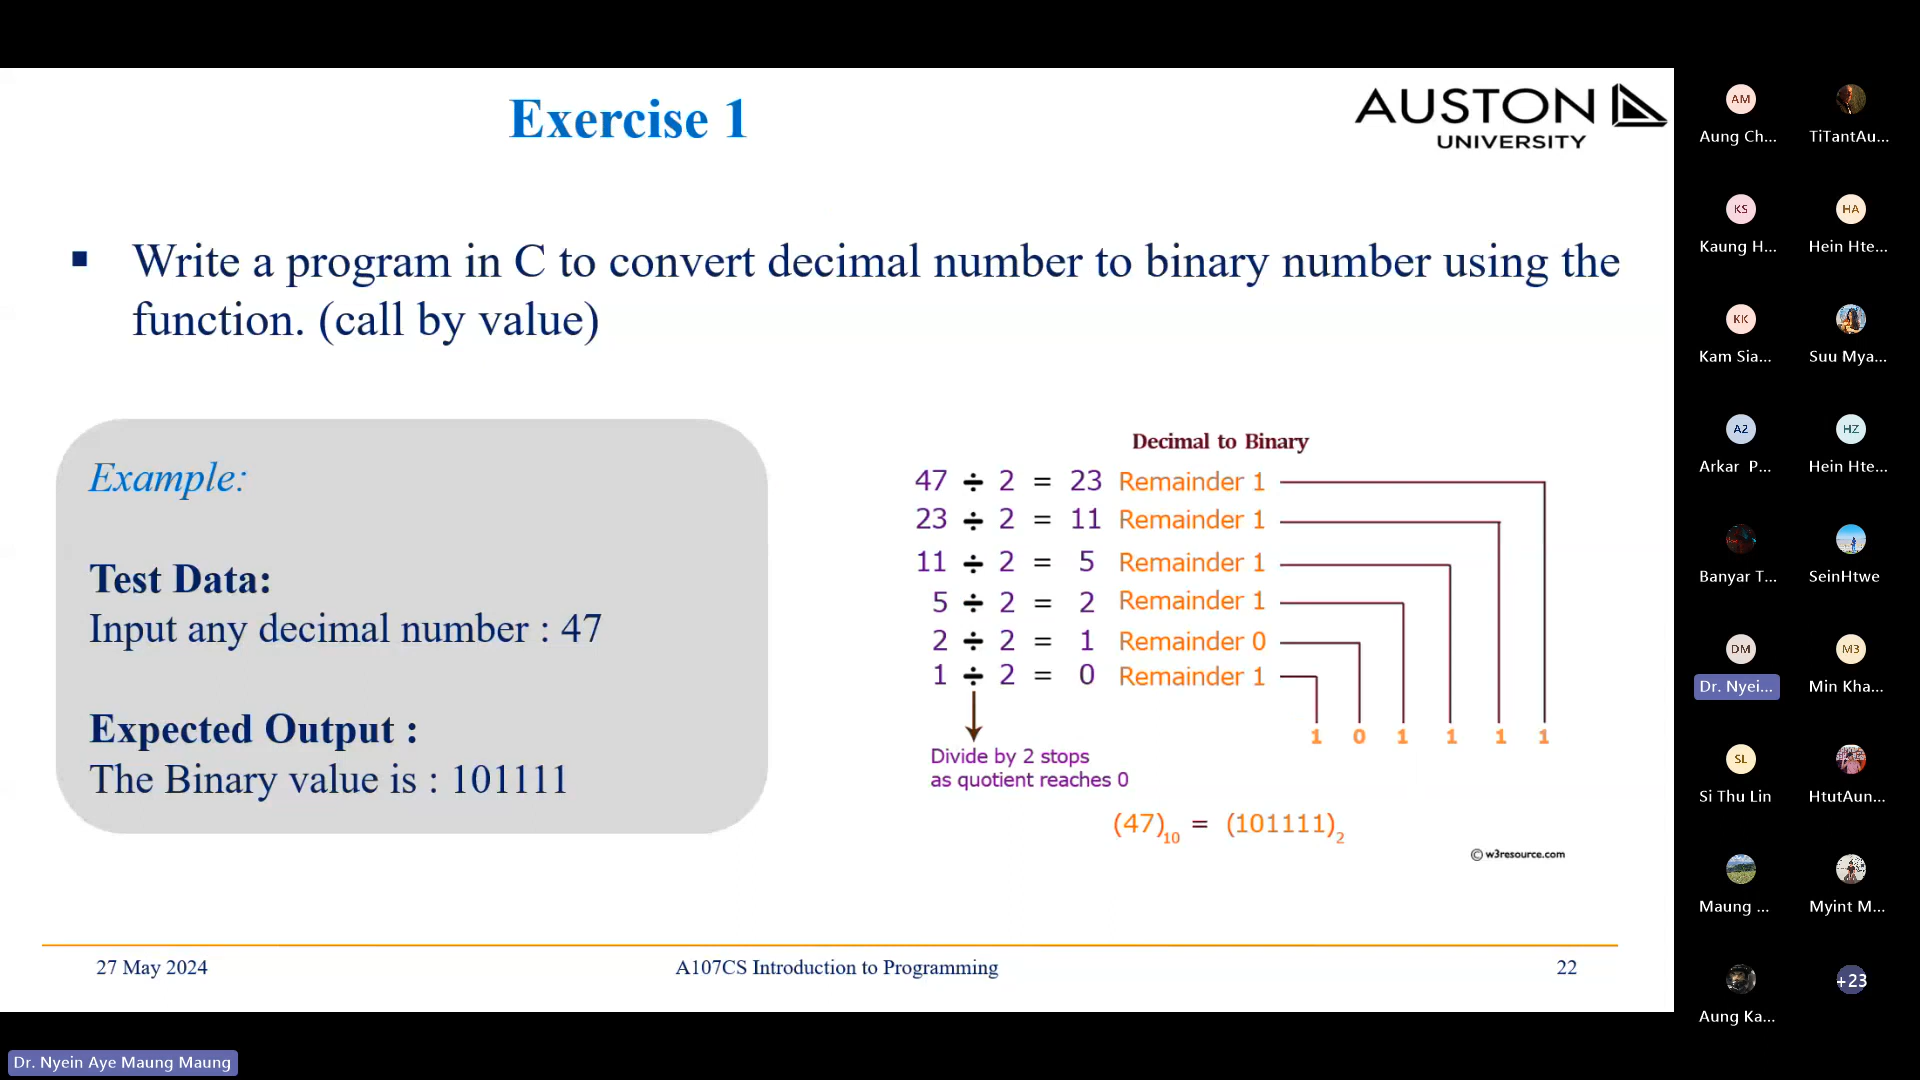 Exercise 1
AUSTON
UNIVERSITY
▪ Write a program in C to convert decimal number to binary number using the
function. (call by value)
Example:
Test Data:
Input any decimal number : 47
Expected Output :
The Binary value is : 101111
Decimal to Binary
47 ÷ 2 = 23 Remainder 1
23 ÷ 2 = 11 Remainder 1
11 ÷ 2 = 5 Remainder 1
5 ÷ 2 = 2 Remainder 1
2 ÷ 2 = 1 Remainder 0
1 ÷ 2 = 0 Remainder 1
1 0 1 1 1 1
Divide by 2 stops
as quotient reaches 0
(47)10 = (101111)2
© w3resource.com
27 May 2024
A107CS Introduction to Programming
22
AM
Aung Ch...
TiTantAu...
KS
Kaung H...
HA
Hein Hte...
KK
Kam Sia...
Suu Mya...
A2
Arkar P...
HZ
Hein Hte...
Banyar T...
SeinHtwe
DM
Dr. Nyei...
M3
Min Kha...
SL
Si Thu Lin
HtutAun...
Maung ...
Myint M...
Aung Ka...
+23
Dr. Nyein Aye Maung Maung